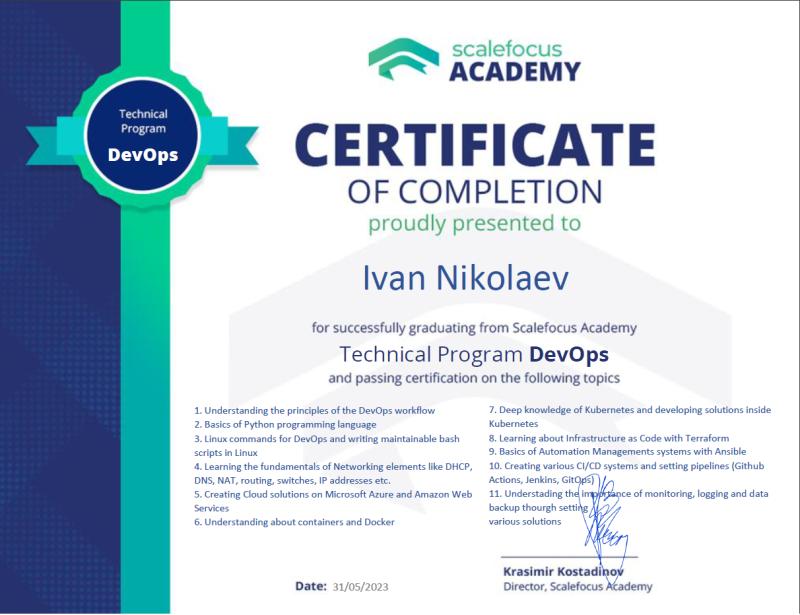 scalefocus
ACADEMY
Technical
Program
DevOps
CERTIFICATE
OF COMPLETION
proudly presented to
Ivan Nikolaev
for successfully graduating from Scalefocus Academy
Technical Program DevOps
and passing certification on the following topics
1. Understanding the principles of the DevOps workflow
2. Basics of Python programming language
3. Linux commands for DevOps and writing maintainable bash
scripts in Linux
4. Learning the fundamentals of Networking elements like DHCP,
DNS, NAT, routing, switches, IP addresses etc.
5. Creating Cloud solutions on Microsoft Azure and Amazon Web
Services
6. Understanding about containers and Docker
7. Deep knowledge of Kubernetes and developing solutions inside
Kubernetes
8. Learning about Infrastructure as Code with Terraform
9. Basics of Automation Managements systems with Ansible
10. Creating various CI/CD systems and setting pipelines (Github
Actions, Jenkins, GitOps)
11. Understading the importance of monitoring, logging and data
backup thourgh setting
various solutions
Krasimir Kostadinov
Director, Scalefocus Academy
Date: 31/05/2023